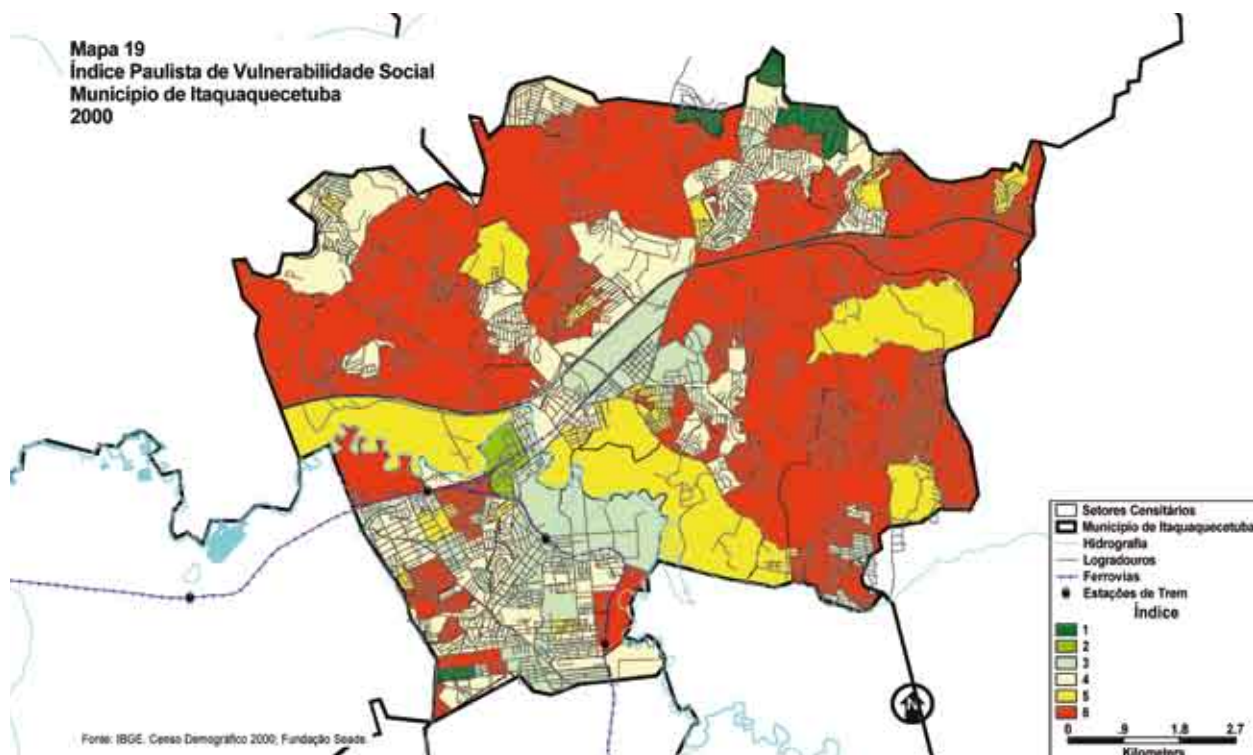 Mapa 19
Índice Paulista de Vulnerabilidade Social
Município de Itaquaquecetuba
2000
Setores Censitários
Município de Itaquaquecetuba
Hidrografia
Logradouros
Ferrovias
Estações de Trem
Índice
1
2
3
4
5
6
0 .9 1.8 2.7
Kilometers
Fonte: IBGE. Censo Demográfico 2000; Fundação Seade.